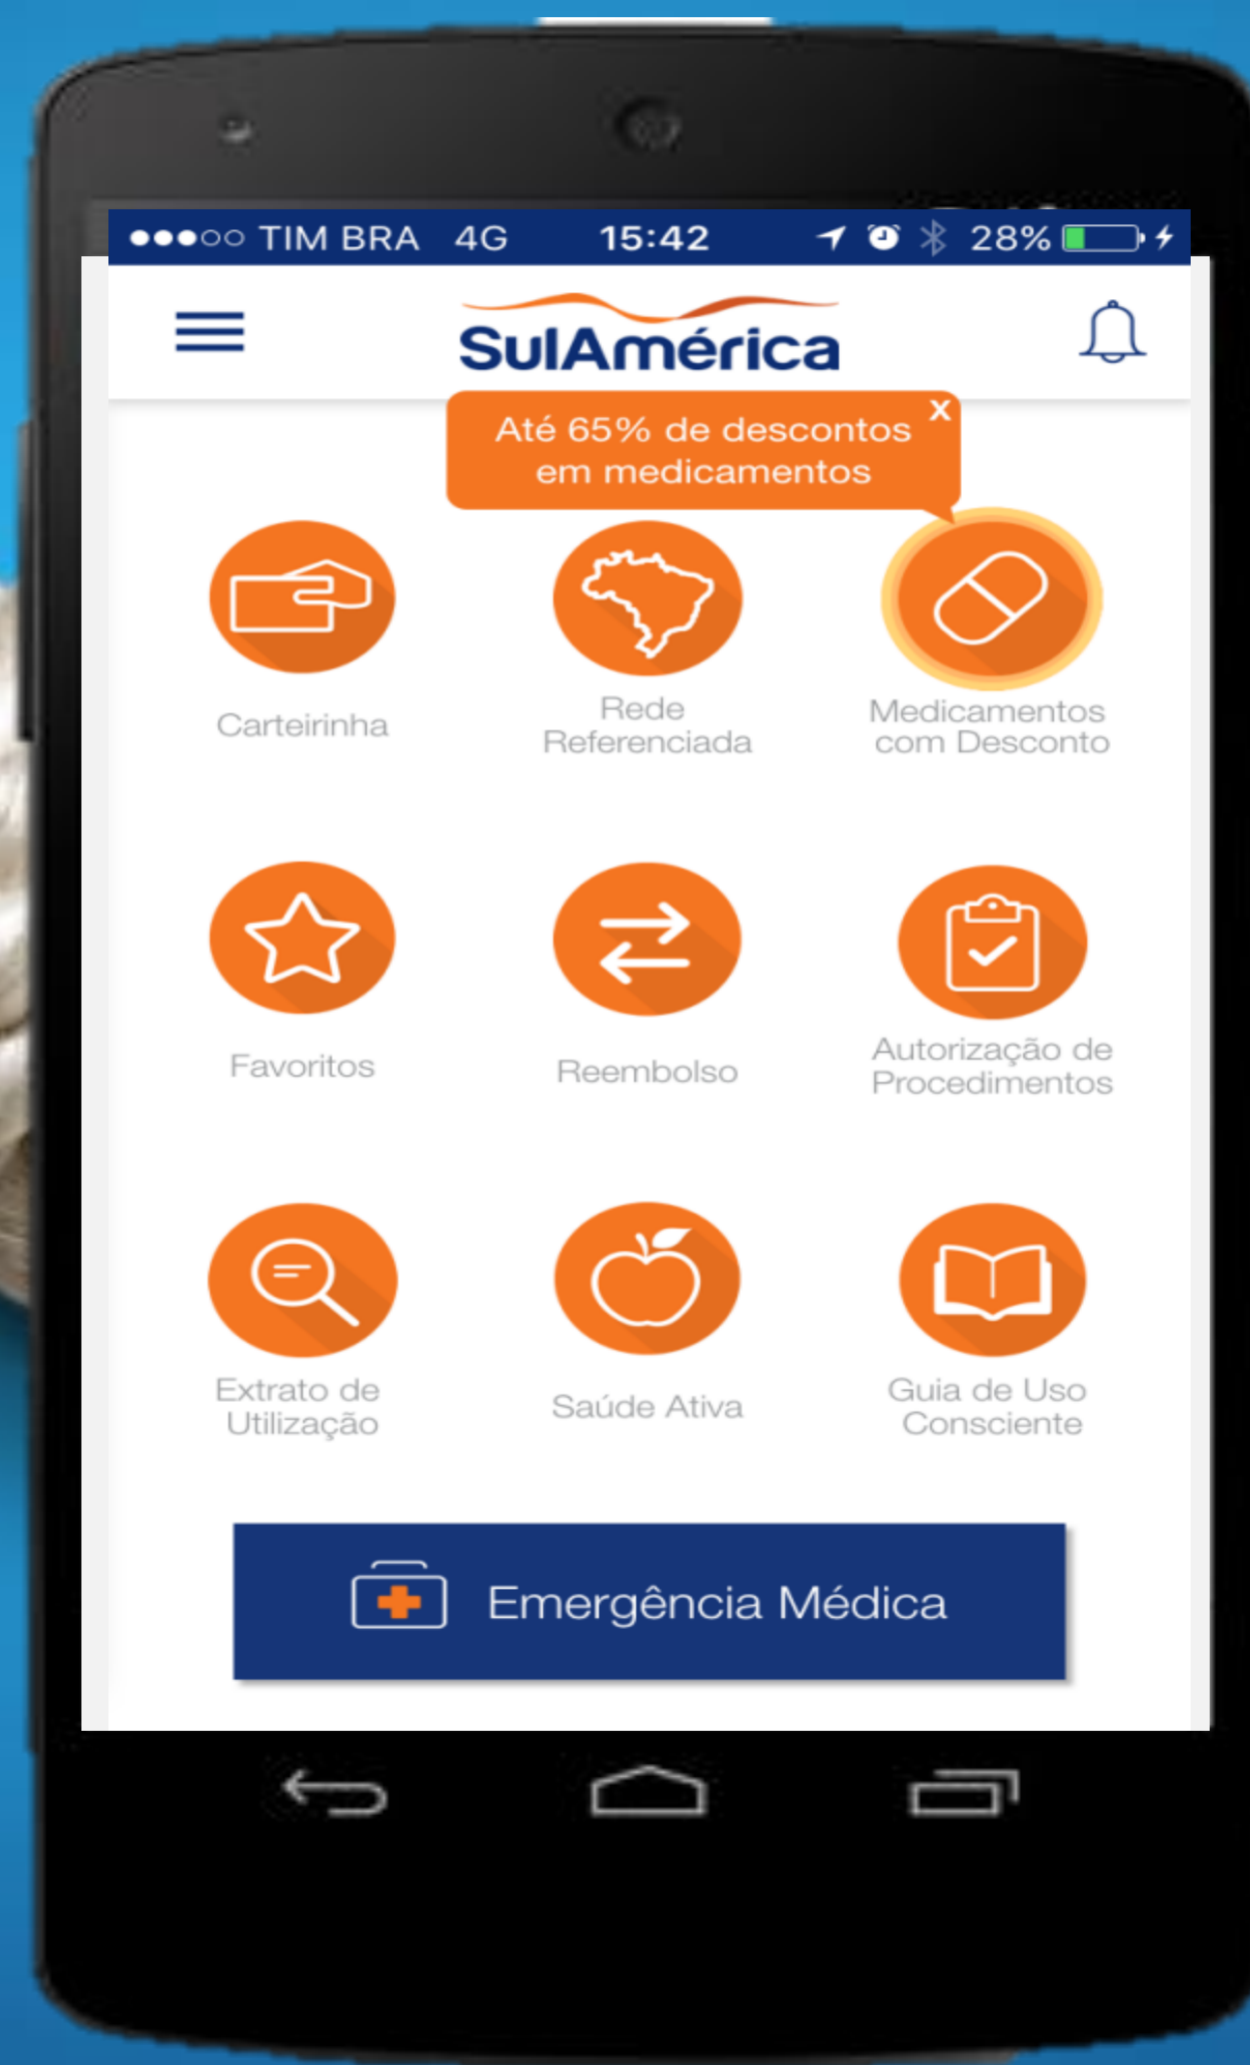 TIM BRA 4G 15:42 28%
SulAmérica
Até 65% de descontos x
em medicamentos
Carteirinha
Rede
Referenciada
Medicamentos
com Desconto
Favoritos
Reembolso
Autorização de
Procedimentos
Extrato de
Utilização
Saúde Ativa
Guia de Uso
Consciente
Emergência Médica